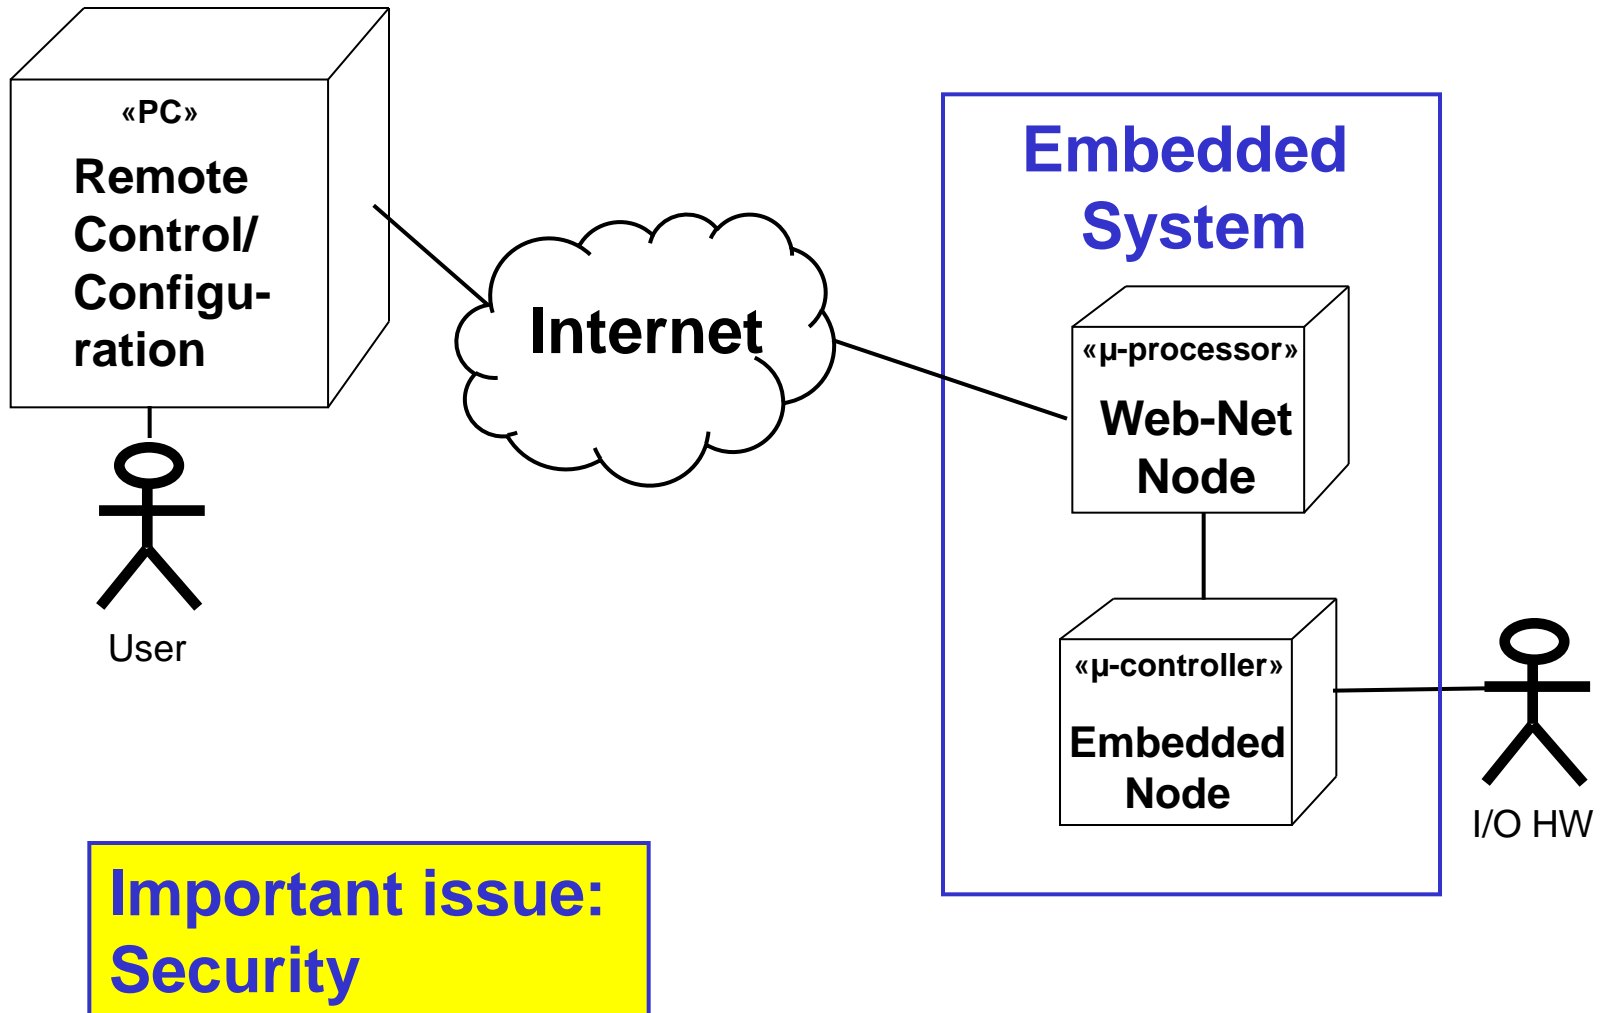 «PC»
Remote
Control/
Configu-
ration
User
Internet
Embedded
System
«µ-processor»
Web-Net
Node
«µ-controller»
Embedded
Node
I/O HW
Important issue:
Security